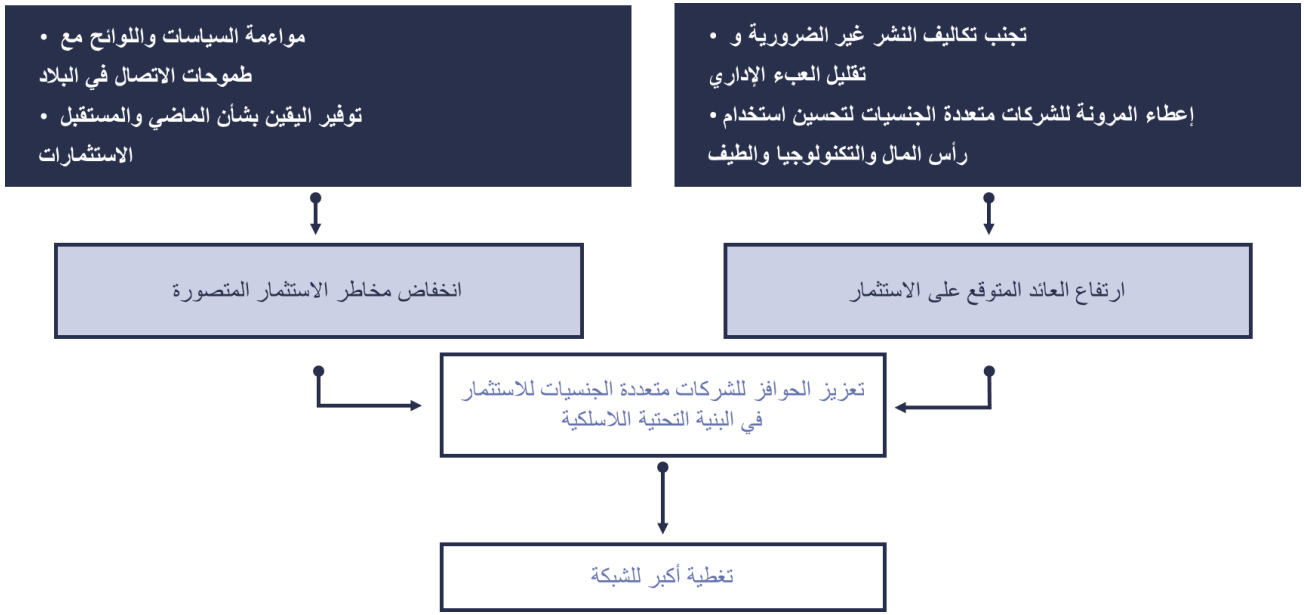 تجنب تكاليف النشر غير الضرورية و •
تقليل العبء الإداري
إعطاء المرونة للشركات متعددة الجنسيات لتحسين استخدام •
رأس المال والتكنولوجيا والطيف
مواءمة السياسات واللوائح مع •
طموحات الاتصال في البلاد
توفير اليقين بشأن الماضي والمستقبل •
الاستثمارات
ارتفاع العائد المتوقع على الاستثمار
انخفاض مخاطر الاستثمار المتصورة
تعزيز الحوافز للشركات متعددة الجنسيات للاستثمار
في البنية التحتية اللاسلكية
تغطية أكبر للشبكة